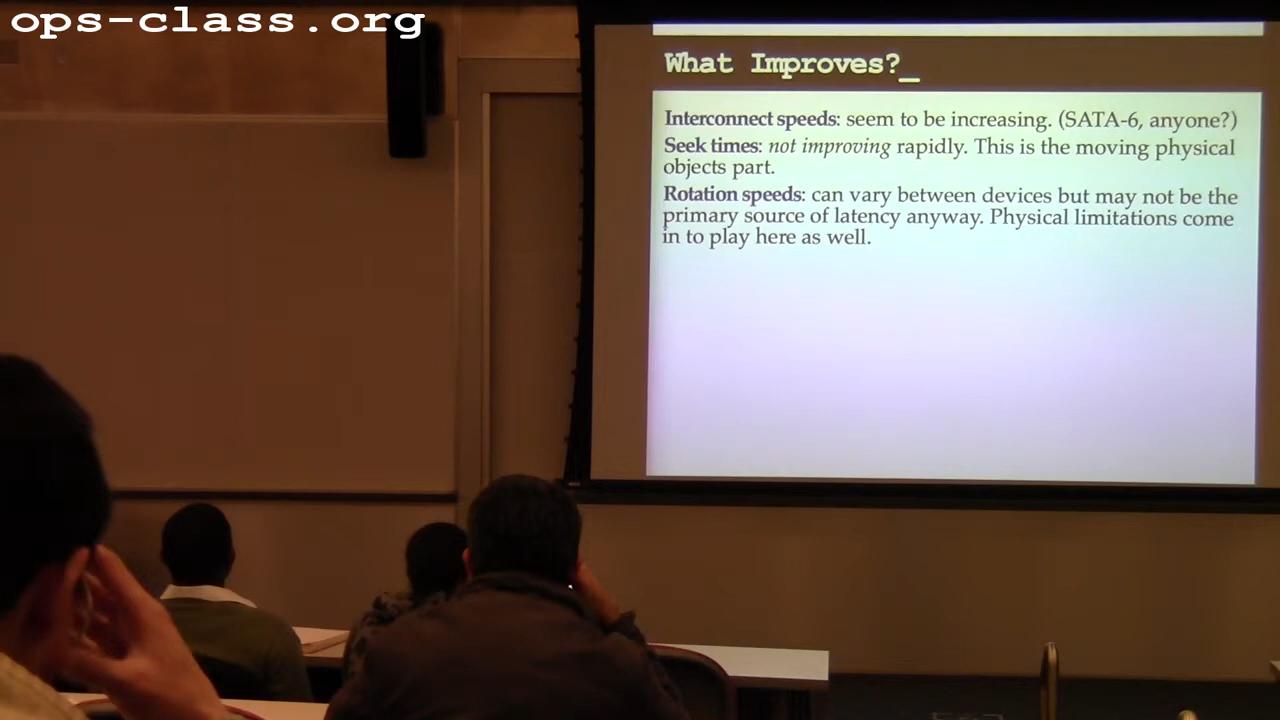 ops-class.org
What Improves?_
Interconnect speeds: seem to be increasing. (SATA-6, anyone?)
Seek times: not improving rapidly. This is the moving physical
objects part.
Rotation speeds: can vary between devices but may not be the
primary source of latency anyway. Physical limitations come
in to play here as well.